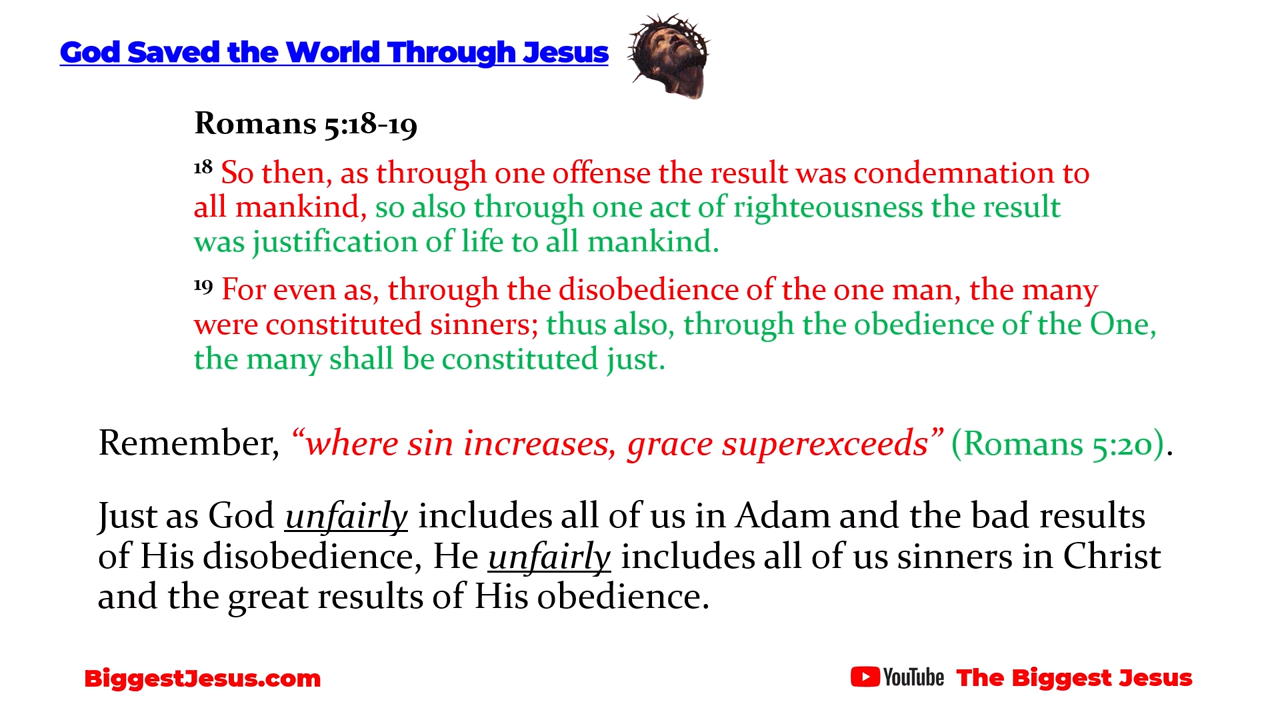 God Saved the World Through Jesus
Romans 5:18-19
18 So then, as through one offense the result was condemnation to
all mankind, so also through one act of righteousness the result
was justification of life to all mankind.
19 For even as, through the disobedience of the one man, the many
were constituted sinners; thus also, through the obedience of the One,
the many shall be constituted just.
Remember, “where sin increases, grace superexceeds” (Romans 5:20).
Just as God unfairly includes all of us in Adam and the bad results
of His disobedience, He unfairly includes all of us sinners in Christ
and the great results of His obedience.
BiggestJesus.com
YouTube The Biggest Jesus